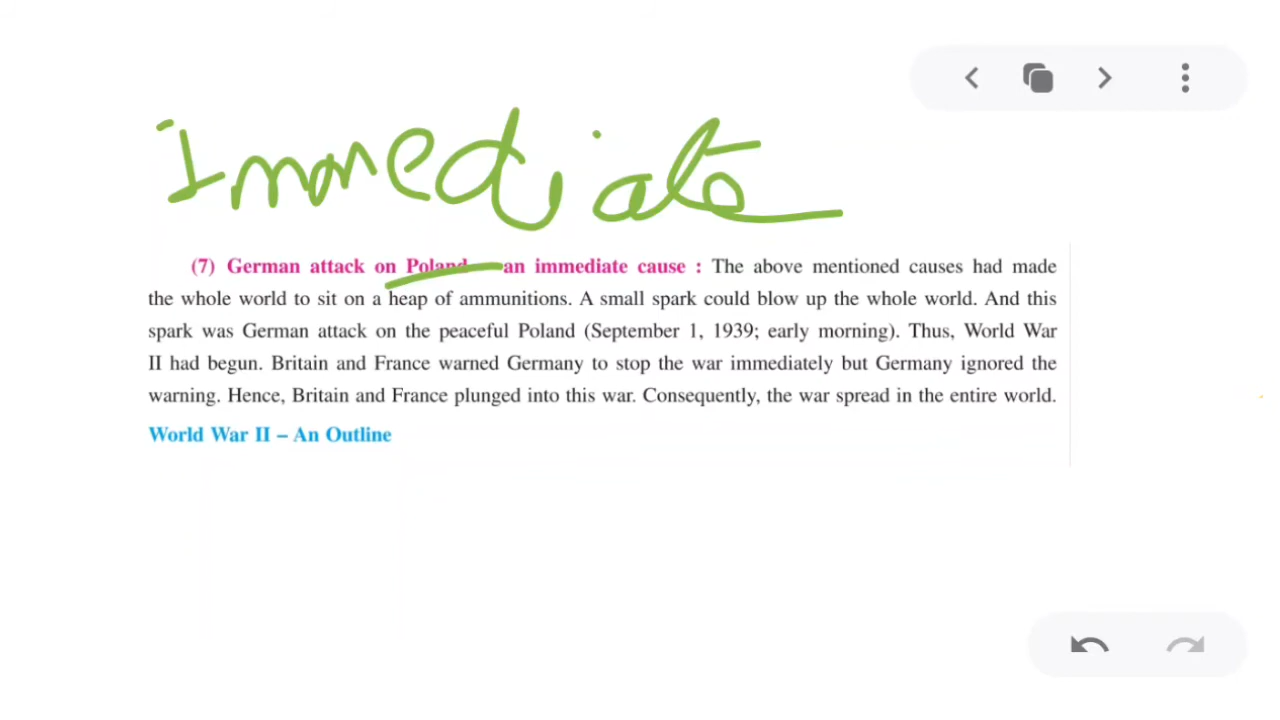 Immediate
(7) German attack on Poland – an immediate cause : The above mentioned causes had made
the whole world to sit on a heap of ammunitions. A small spark could blow up the whole world. And this
spark was German attack on the peaceful Poland (September 1, 1939; early morning). Thus, World War
II had begun. Britain and France warned Germany to stop the war immediately but Germany ignored the
warning. Hence, Britain and France plunged into this war. Consequently, the war spread in the entire world.
World War II – An Outline